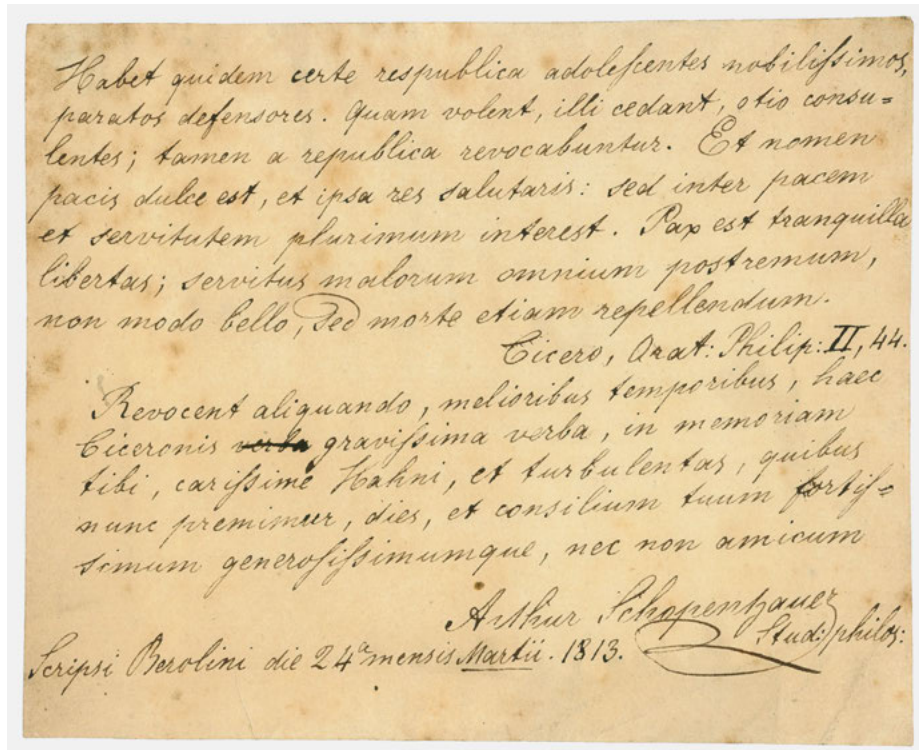 Habet quidem certe respublica adoleſcentes nobiliſsimos,
paratos defensores. Quam volent, illi cedant, otio consu=
lentes; tamen a republica revocabuntur. Et nomen
pacis dulce est, et ipsa res salutaris: sed inter pacem
et servitutem plurimum interest. Pax est tranquilla
libertas; servitus malorum omnium postremum,
non modo bello, sed morte etiam repellendum.
Cicero, Orat: Philip: II, 44.
Revocent aliquando, melioribus temporibus, haec
Ciceronis verba graviſsima verba, in memoriam
tibi, cariſsime Hahni, et turbulentas, quibus
nunc premimur, dies, et consilium tuum fortiſ=
simum generoſiſsimumque, nec non amicum
Arthur Schopenhauer
Stud: philos:
Scripsi Berolini die 24ᵃ mensis Martii. 1813.